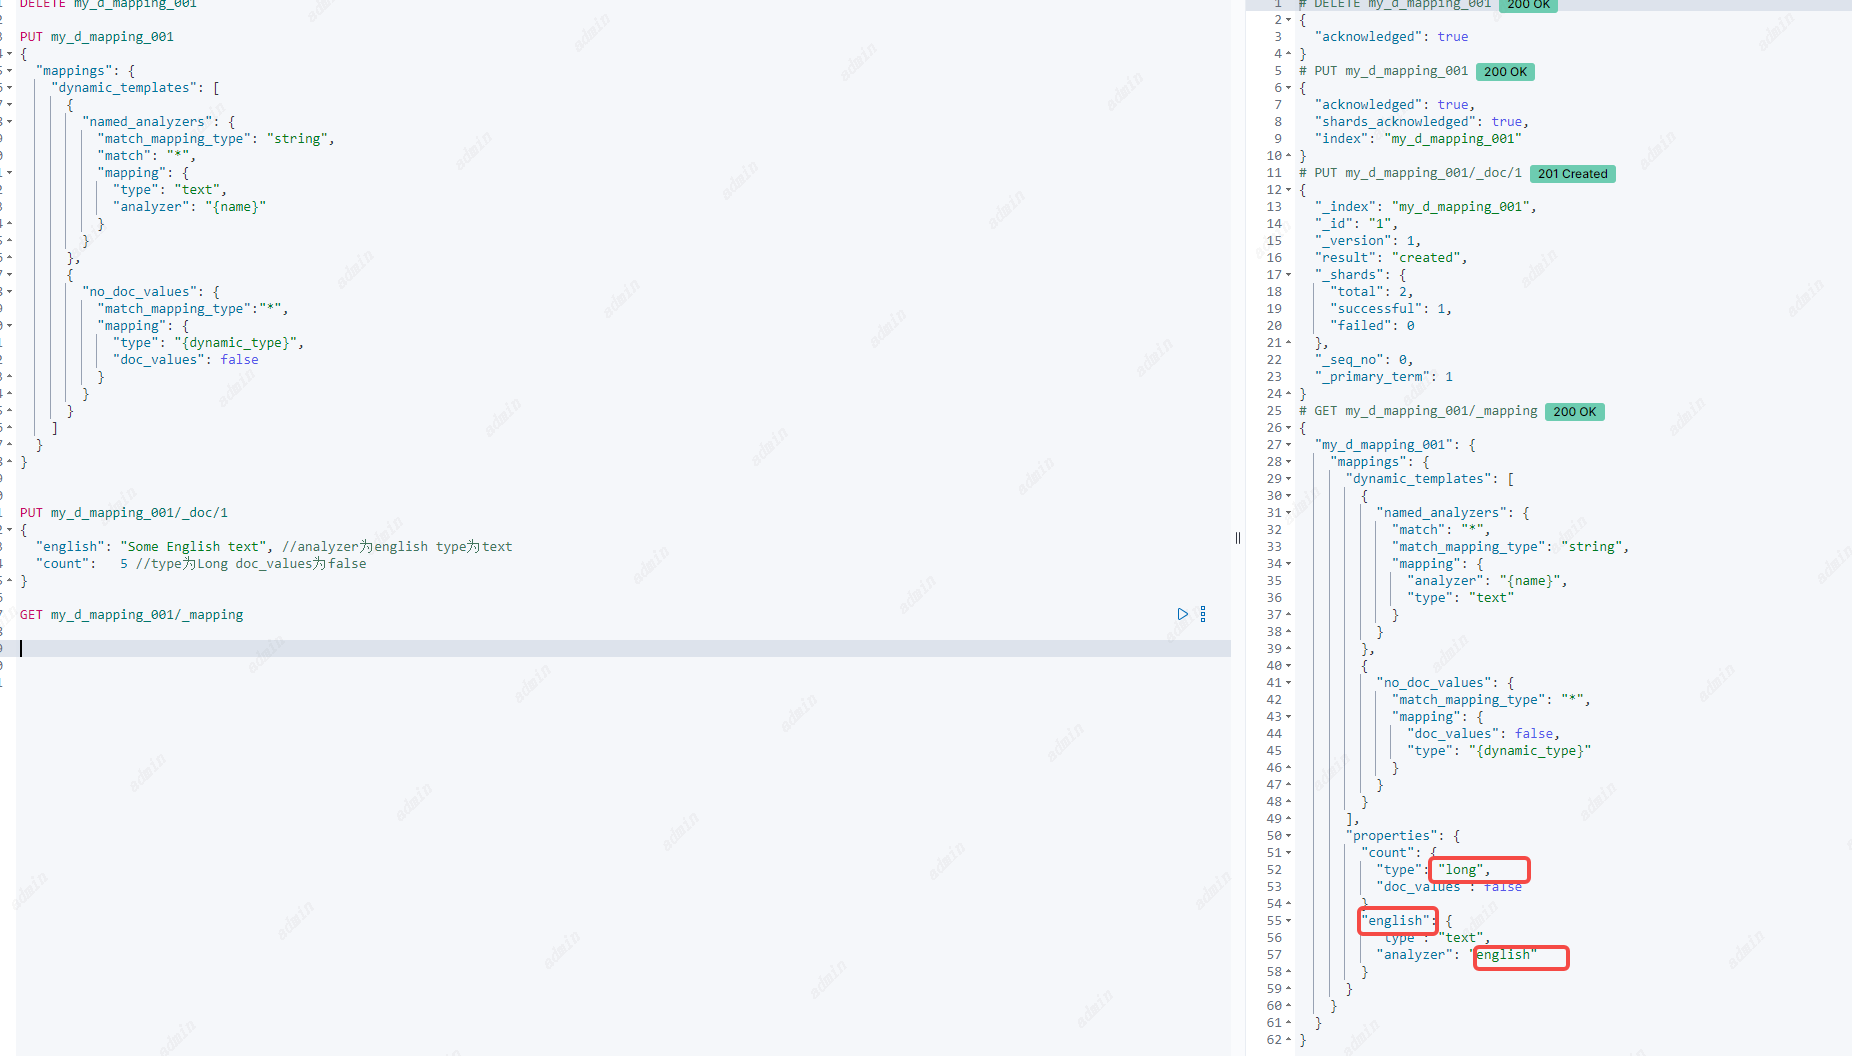 DELETE my_d_mapping_001
PUT my_d_mapping_001
{
"mappings": {
"dynamic_templates": [
{
"named_analyzers": {
"match_mapping_type": "string",
"match": "*",
"mapping": {
"type": "text",
"analyzer": "{name}"
}
}
},
{
"no_doc_values": {
"match_mapping_type":"*",
"mapping": {
"type": "{dynamic_type}",
"doc_values": false
}
}
}
]
}
}
PUT my_d_mapping_001/_doc/1
{
"english": "Some English text", //analyzer为english type为text
"count":   5 //type为Long doc_values为false
}
GET my_d_mapping_001/_mapping
1 # DELETE my_d_mapping_001 200 OK
2 {
3 "acknowledged": true
4 }
5 # PUT my_d_mapping_001 200 OK
6 {
7 "acknowledged": true,
8 "shards_acknowledged": true,
9 "index": "my_d_mapping_001"
10 }
11 # PUT my_d_mapping_001/_doc/1 201 Created
12 {
13 "_index": "my_d_mapping_001",
14 "_id": "1",
15 "_version": 1,
16 "result": "created",
17 "_shards": {
18 "total": 2,
19 "successful": 1,
20 "failed": 0
21 },
22 "_seq_no": 0,
23 "_primary_term": 1
24 }
25 # GET my_d_mapping_001/_mapping 200 OK
26 {
27 "my_d_mapping_001": {
28 "mappings": {
29 "dynamic_templates": [
30 {
31 "named_analyzers": {
32 "match": "*",
33 "match_mapping_type": "string",
34 "mapping": {
35 "analyzer": "{name}",
36 "type": "text"
37 }
38 }
39 },
40 {
41 "no_doc_values": {
42 "match_mapping_type": "*",
43 "mapping": {
44 "doc_values": false,
45 "type": "{dynamic_type}"
46 }
47 }
48 }
49 ],
50 "properties": {
51 "count": {
52 "type": "long",
53 "doc_values": false
54 }
55 "english": {
56 "type": "text",
57 "analyzer": "english"
58 }
59 }
60 }
61 }
62 }